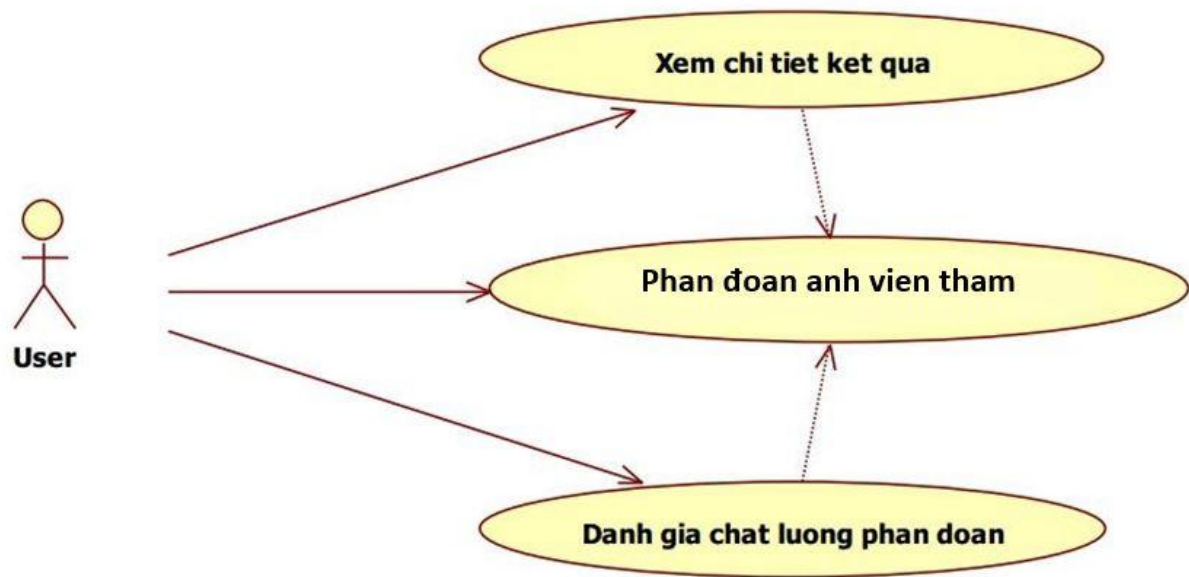 Xem chi tiet ket qua
Phan đoan anh vien tham
User
Danh gia chat luong phan doan